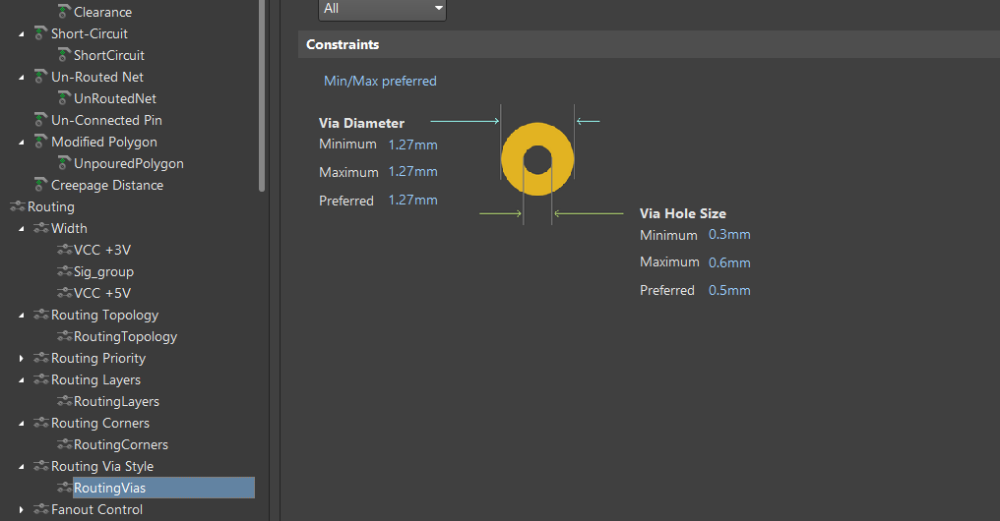 Clearance
Short-Circuit
ShortCircuit
Un-Routed Net
UnRoutedNet
Un-Connected Pin
Modified Polygon
UnpouredPolygon
Creepage Distance
Routing
Width
VCC +3V
Sig_group
VCC +5V
Routing Topology
RoutingTopology
Routing Priority
Routing Layers
RoutingLayers
Routing Corners
RoutingCorners
Routing Via Style
RoutingVias
Fanout Control
All
Constraints
Min/Max preferred
Via Diameter
Minimum 1.27mm
Maximum 1.27mm
Preferred 1.27mm
Via Hole Size
Minimum 0.3mm
Maximum 0.6mm
Preferred 0.5mm